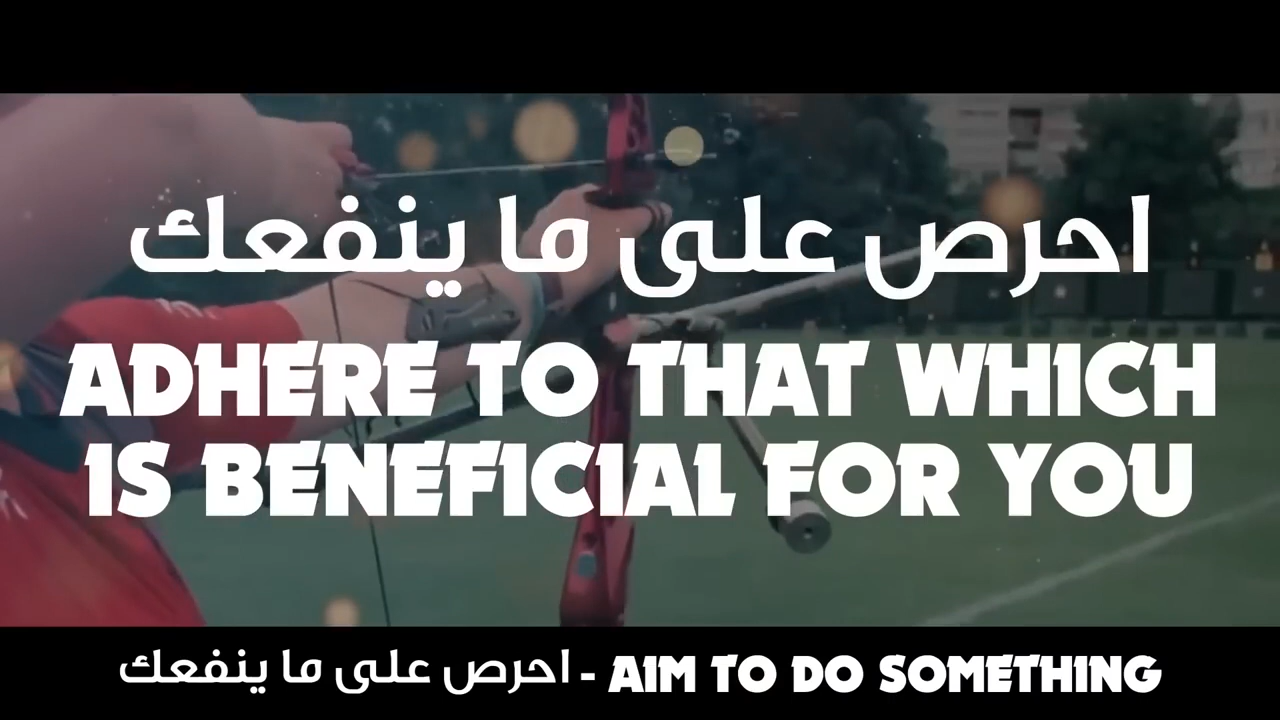 احرص على ما ينفعك
ADHERE TO THAT WHICH
IS BENEFICIAL FOR YOU
احرص على ما ينفعك - AIM TO DO SOMETHING